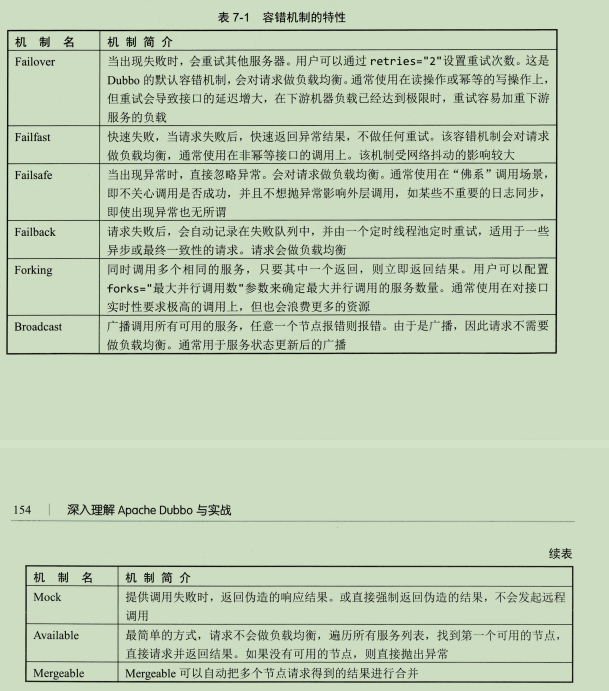 表 7-1 容错机制的特性
机 制 名 机 制 简 介
Failover 当出现失败时，会重试其他服务器。用户可以通过 retries="2"设置重试次数。这是
Dubbo 的默认容错机制，会对请求做负载均衡。通常使用在读操作或幂等的写操作上，
但重试会导致接口的延迟增大，在下游机器负载已经达到极限时，重试容易加重下游
服务的负载
Failfast 快速失败，当请求失败后，快速返回异常结果，不做任何重试。该容错机制会对请求
做负载均衡，通常使用在非幂等接口的调用上。该机制受网络抖动的影响较大
Failsafe 当出现异常时，直接忽略异常。会对请求做负载均衡。通常使用在“佛系”调用场景，
即不关心调用是否成功，并且不想抛异常影响外层调用，如某些不重要的日志同步，
即使出现异常也无所谓
Failback 请求失败后，会自动记录在失败队列中，并由一个定时线程池定时重试，适用于一些
异步或最终一致性的请求。请求会做负载均衡
Forking 同时调用多个相同的服务，只要其中一个返回，则立即返回结果。用户可以配置
forks="最大并行调用数"参数来确定最大并行调用的服务数量。通常使用在对接口
实时性要求极高的调用上，但也会浪费更多的资源
Broadcast 广播调用所有可用的服务，任意一个节点报错则报错。由于是广播，因此请求不需要
做负载均衡。通常用于服务状态更新后的广播
154 | 深入理解 Apache Dubbo 与实战
续表
机 制 名 机 制 简 介
Mock 提供调用失败时，返回伪造的响应结果。或直接强制返回伪造的结果，不会发起远程
调用
Available 最简单的方式，请求不会做负载均衡，遍历所有服务列表，找到第一个可用的节点，
直接请求并返回结果。如果没有可用的节点，则直接抛出异常
Mergeable Mergeable 可以自动把多个节点请求得到的结果进行合并